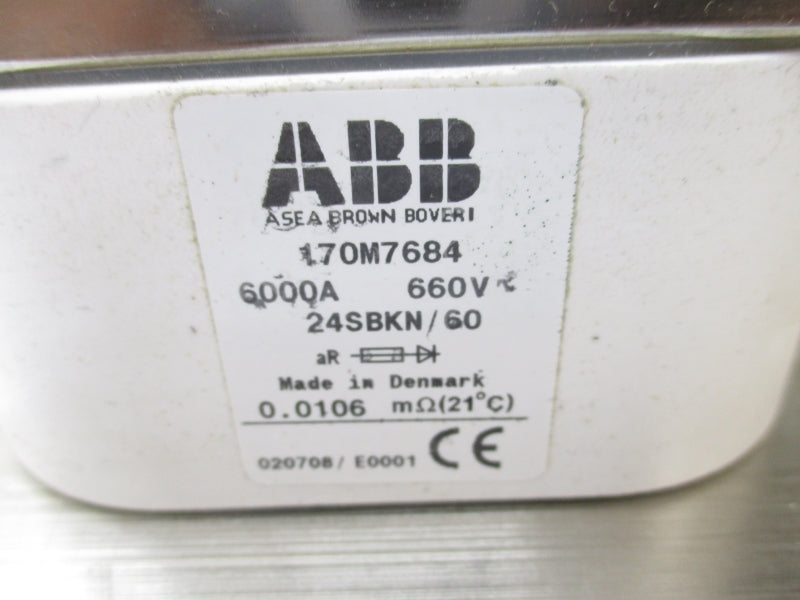 ABB
ASEA BROWN BOVERI
170M7684
6000A 660V~
24SBKN/60
aR
Made in Denmark
0.0106 mΩ(21°C)
020708/ E0001 CE